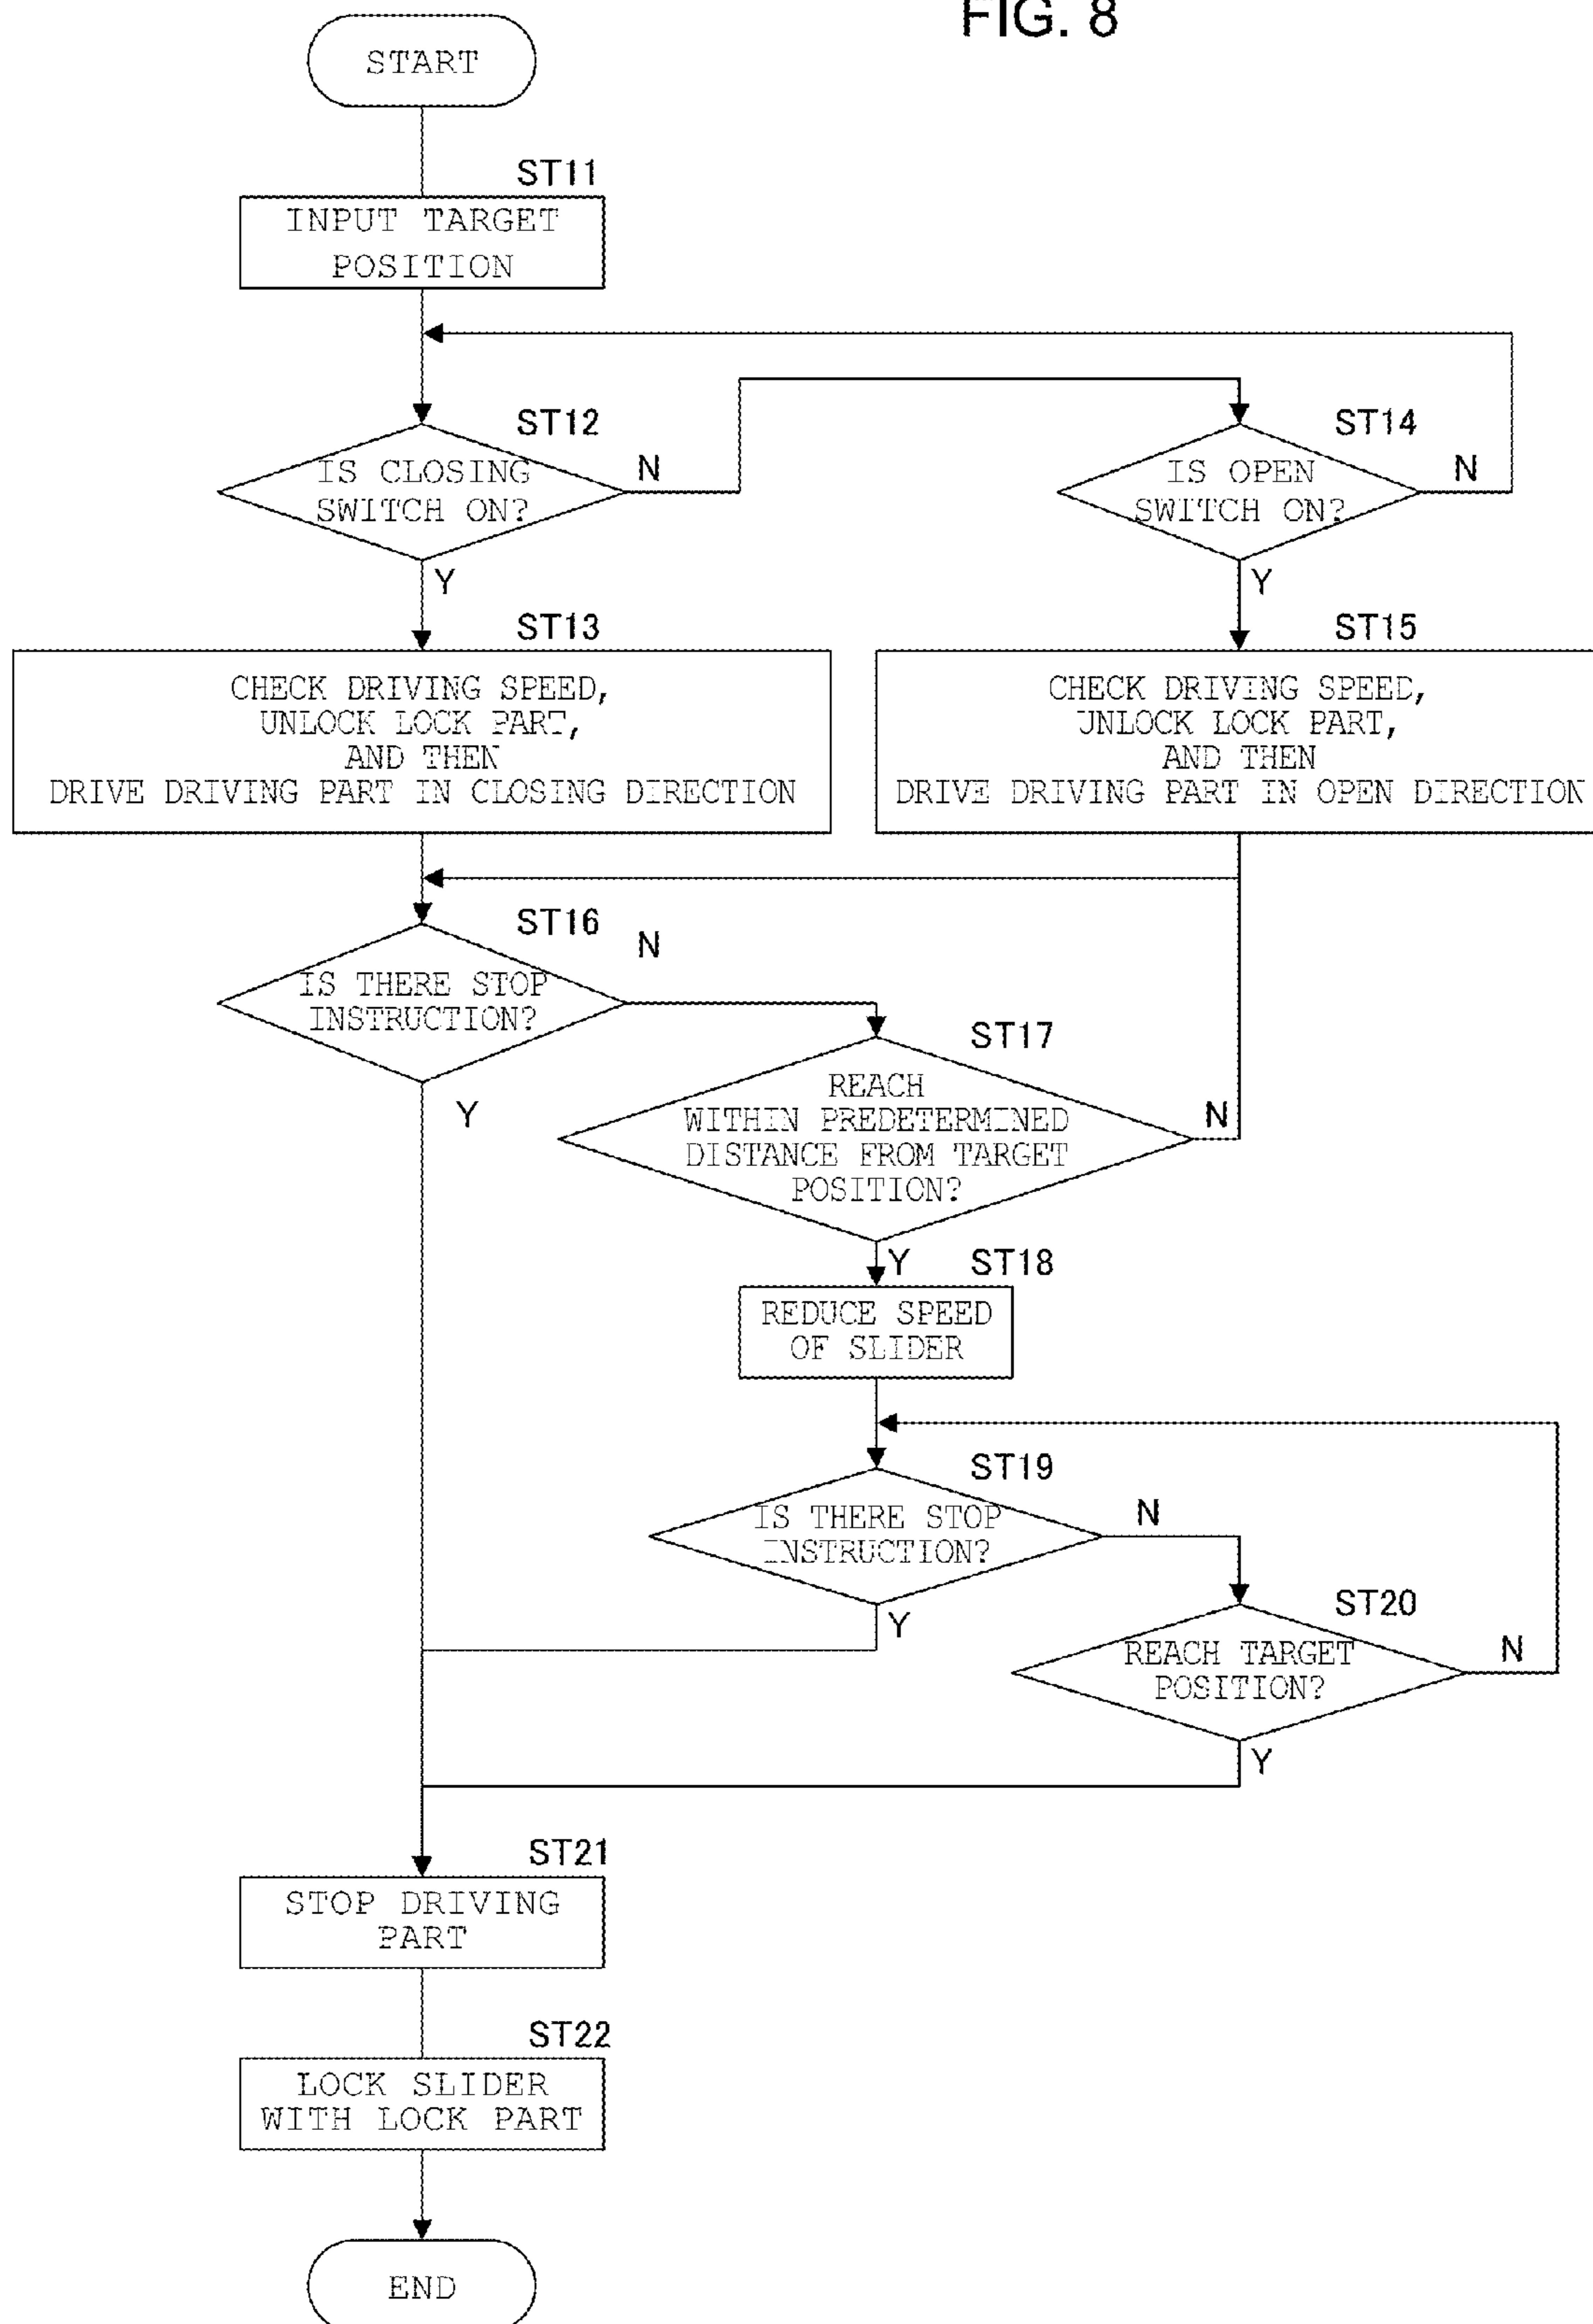 FIG. 8
START
ST11
INPUT TARGET
POSITION
ST12
IS CLOSING
SWITCH ON?
N
Y
ST14
IS OPEN
SWITCH ON?
N
Y
ST13
CHECK DRIVING SPEED,
UNLOCK LOCK PART,
AND THEN
DRIVE DRIVING PART IN CLOSING DIRECTION
ST15
CHECK DRIVING SPEED,
UNLOCK LOCK PART,
AND THEN
DRIVE DRIVING PART IN OPEN DIRECTION
ST16
IS THERE STOP
INSTRUCTION?
N
Y
ST17
REACH
WITHIN PREDETERMINED
DISTANCE FROM TARGET
POSITION?
N
Y
ST18
REDUCE SPEED
OF SLIDER
ST19
IS THERE STOP
INSTRUCTION?
N
Y
ST20
REACH TARGET
POSITION?
N
Y
ST21
STOP DRIVING
PART
ST22
LOCK SLIDER
WITH LOCK PART
END